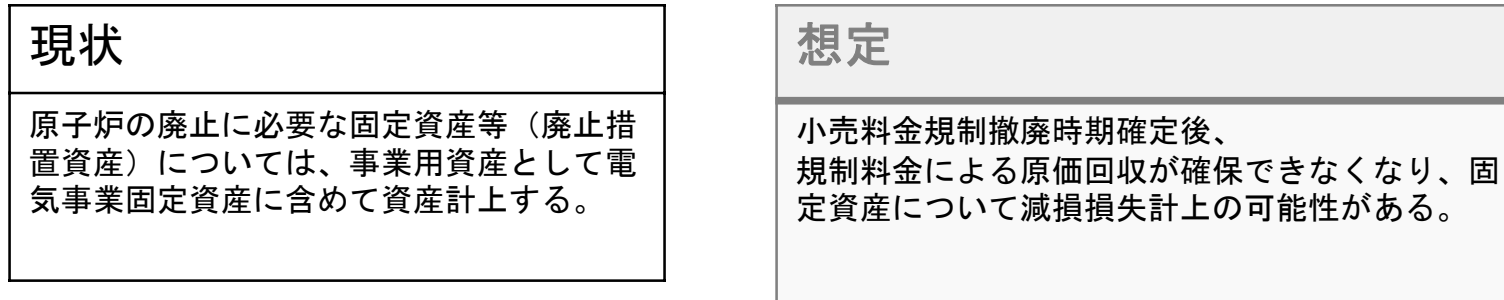 現状
原子炉の廃止に必要な固定資産等（廃止措
置資産）については、事業用資産として電
気事業固定資産に含めて資産計上する。
想定
小売料金規制撤廃時期確定後、
規制料金による原価回収が確保できなくなり、固
定資産について減損損失計上の可能性がある。